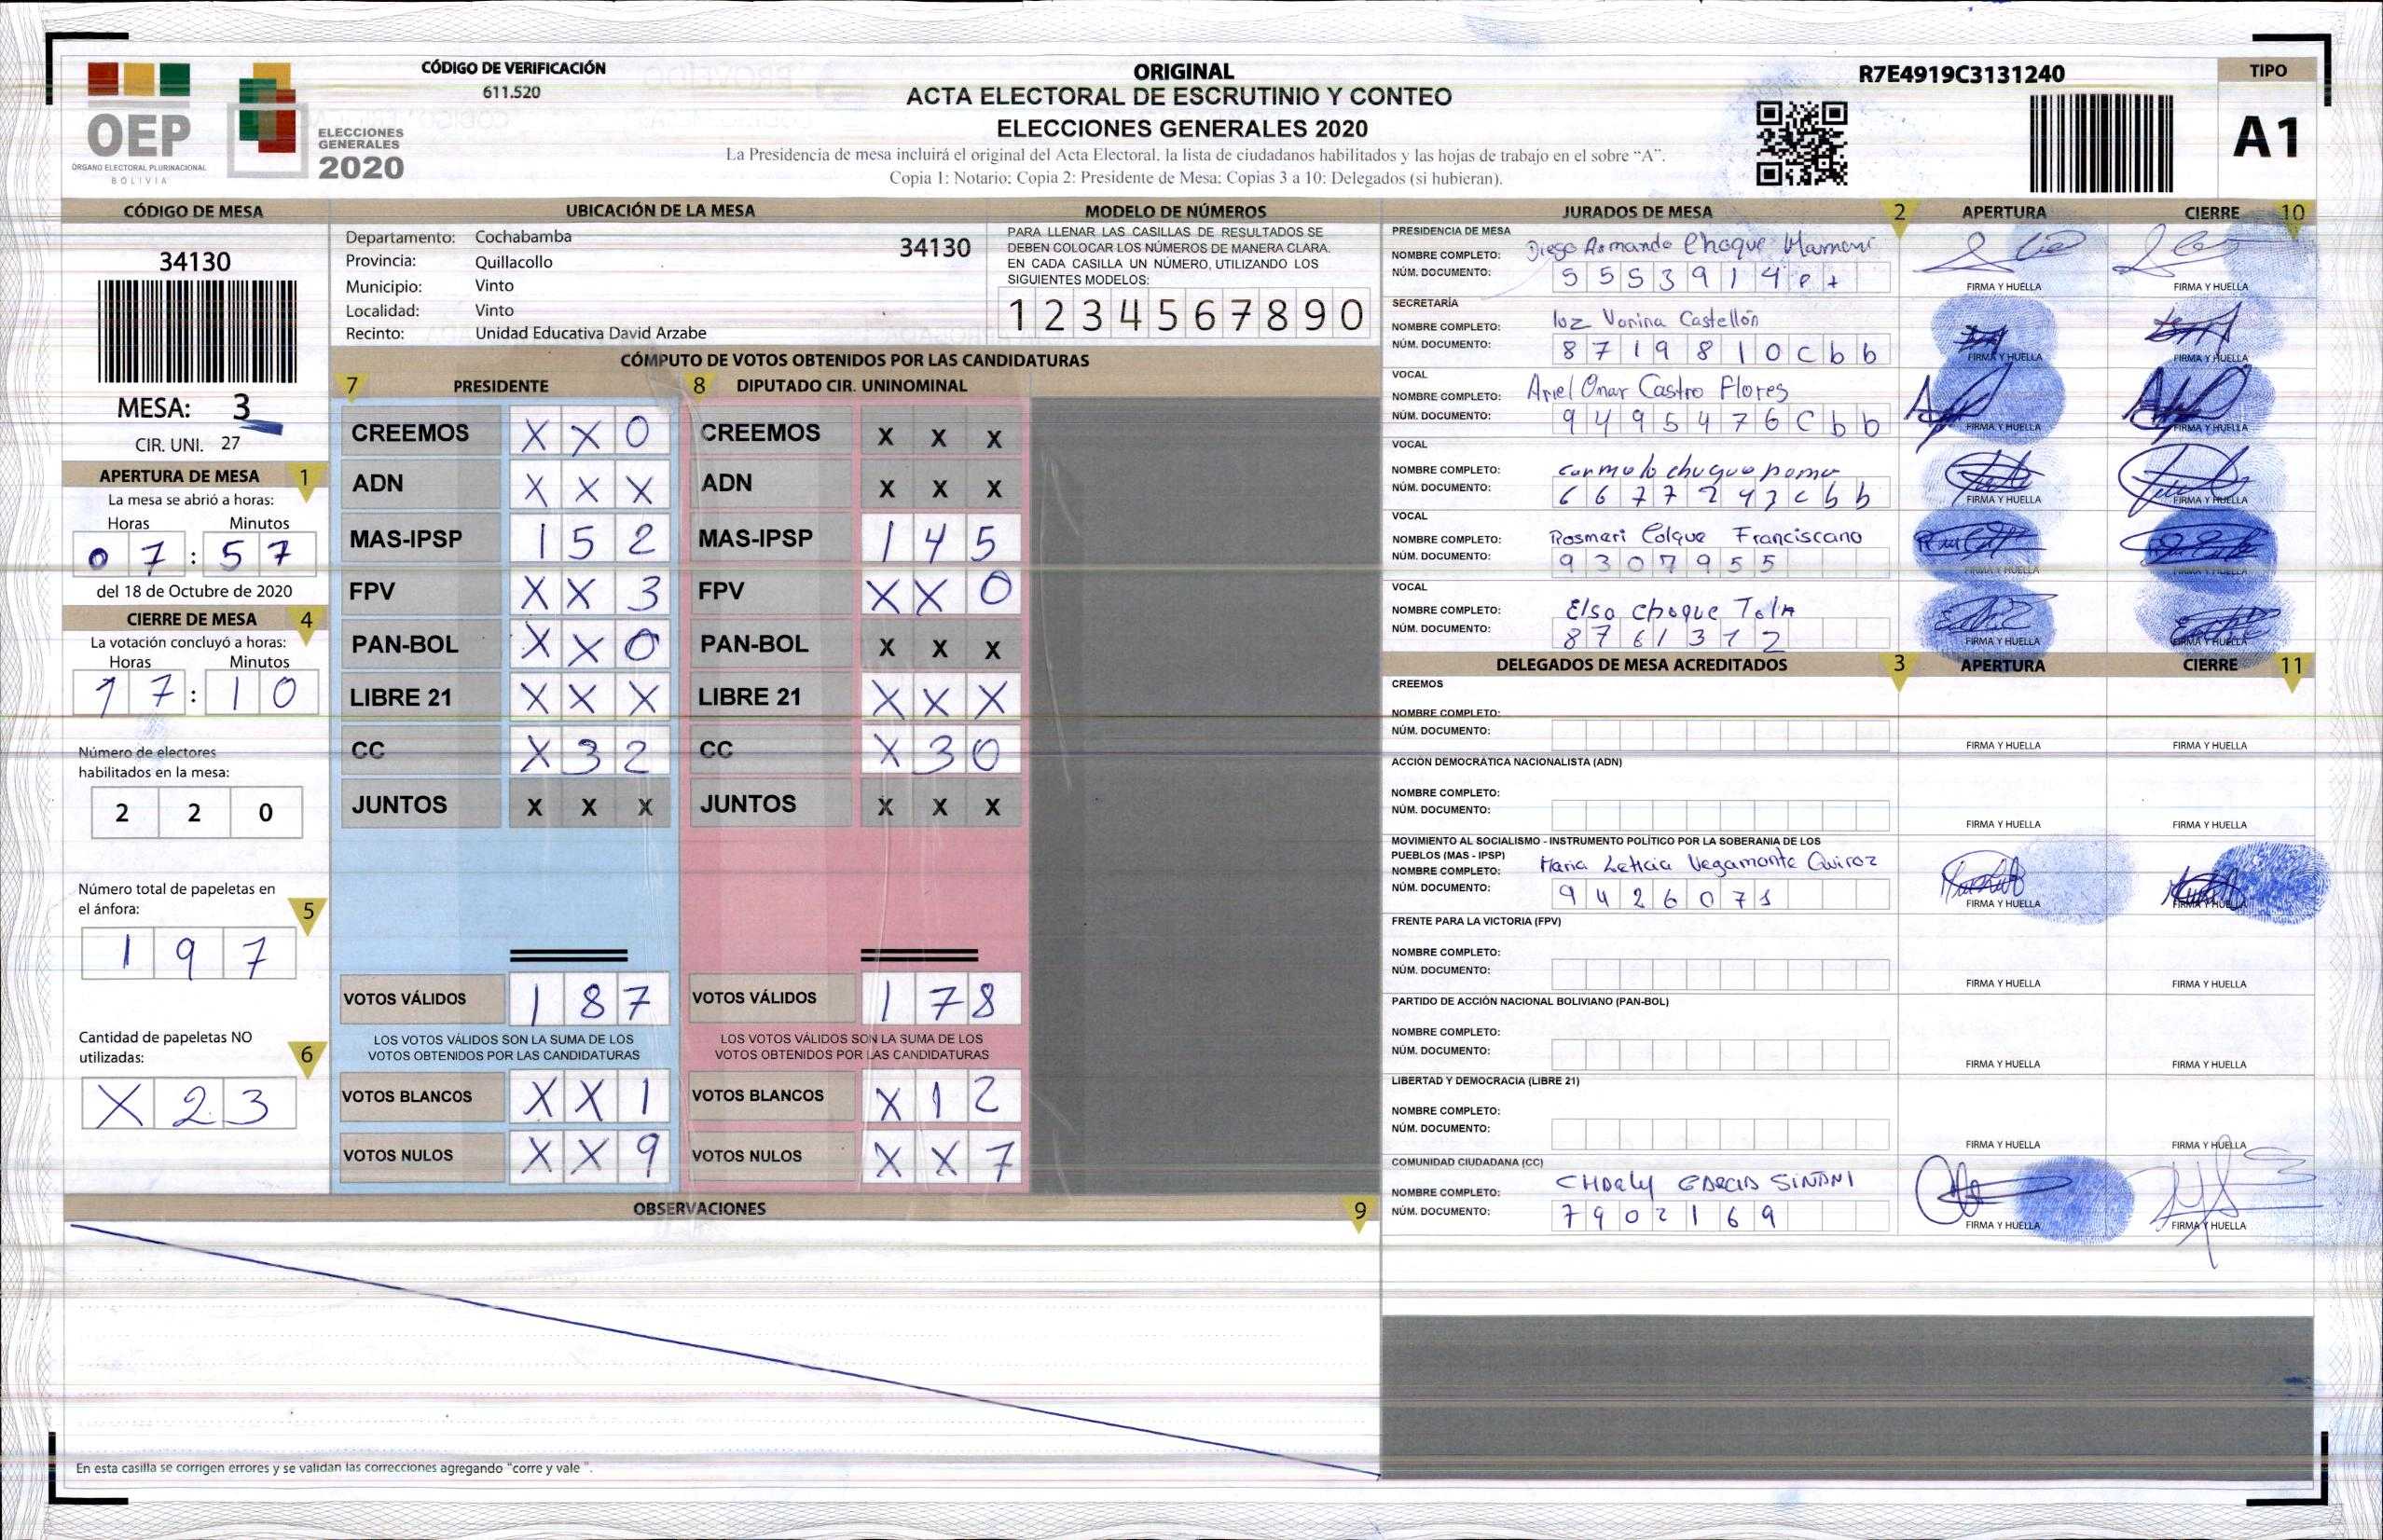 OEP
ÓRGANO ELECTORAL PLURINACIONAL
BOLIVIA
ELECCIONES
GENERALES
2020
CÓDIGO DE VERIFICACIÓN
611.520
ORIGINAL
ACTA ELECTORAL DE ESCRUTINIO Y CONTEO
ELECCIONES GENERALES 2020
La Presidencia de mesa incluirá el original del Acta Electoral, la lista de ciudadanos habilitados y las hojas de trabajo en el sobre “A”.
Copia 1: Notario; Copia 2: Presidente de Mesa; Copias 3 a 10: Delegados (si hubieran).
R7E4919C3131240
TIPO
A1
CÓDIGO DE MESA
34130
MESA: 3
CIR. UNI. 27
APERTURA DE MESA 1
La mesa se abrió a horas:
Horas Minutos
07:57
del 18 de Octubre de 2020
CIERRE DE MESA 4
La votación concluyó a horas:
Horas Minutos
17:10
Número de electores
habilitados en la mesa:
2 2 0
Número total de papeletas en
el ánfora: 5
1 9 7
Cantidad de papeletas NO
utilizadas: 6
X 2 3
UBICACIÓN DE LA MESA
Departamento: Cochabamba 34130
Provincia: Quillacollo
Municipio: Vinto
Localidad: Vinto
Recinto: Unidad Educativa David Arzabe
MODELO DE NÚMEROS
PARA LLENAR LAS CASILLAS DE RESULTADOS SE
DEBEN COLOCAR LOS NÚMEROS DE MANERA CLARA.
EN CADA CASILLA UN NÚMERO, UTILIZANDO LOS
SIGUIENTES MODELOS:
1 2 3 4 5 6 7 8 9 0
CÓMPUTO DE VOTOS OBTENIDOS POR LAS CANDIDATURAS
7 PRESIDENTE 8 DIPUTADO CIR. UNINOMINAL
CREEMOS X X 0 CREEMOS X X X
ADN X X X ADN X X X
MAS-IPSP 1 5 2 MAS-IPSP 1 4 5
FPV X X 3 FPV X X 0
PAN-BOL X X 0 PAN-BOL X X X
LIBRE 21 X X X LIBRE 21 X X X
CC X 3 2 CC X 3 0
JUNTOS X X X JUNTOS X X X
VOTOS VÁLIDOS 1 8 7 VOTOS VÁLIDOS 1 7 8
LOS VOTOS VÁLIDOS SON LA SUMA DE LOS LOS VOTOS VÁLIDOS SON LA SUMA DE LOS
VOTOS OBTENIDOS POR LAS CANDIDATURAS VOTOS OBTENIDOS POR LAS CANDIDATURAS
VOTOS BLANCOS X X 1 VOTOS BLANCOS X 1 2
VOTOS NULOS X X 9 VOTOS NULOS X X 7
OBSERVACIONES 9
En esta casilla se corrigen errores y se validan las correcciones agregando “corre y vale”.
JURADOS DE MESA 2 APERTURA CIERRE 10
PRESIDENCIA DE MESA
NOMBRE COMPLETO: Diego Armando Choque Mamani
NÚM. DOCUMENTO: 5 5 5 3 9 1 4
FIRMA Y HUELLA FIRMA Y HUELLA
SECRETARÍA
NOMBRE COMPLETO: luz Vanina Castellón
NÚM. DOCUMENTO: 8 7 1 9 8 1 0 C b b
FIRMA Y HUELLA FIRMA Y HUELLA
VOCAL
NOMBRE COMPLETO: Ariel Omar Castro Flores
NÚM. DOCUMENTO: 9 4 9 5 4 7 6 C b b
FIRMA Y HUELLA FIRMA Y HUELLA
VOCAL
NOMBRE COMPLETO: carmelo chuque poma
NÚM. DOCUMENTO: 6 6 7 7 2 4 3 c b b
FIRMA Y HUELLA FIRMA Y HUELLA
VOCAL
NOMBRE COMPLETO: Rosmeri Colque Franciscano
NÚM. DOCUMENTO: 9 3 0 7 9 5 5
FIRMA Y HUELLA FIRMA Y HUELLA
VOCAL
NOMBRE COMPLETO: Elsa choque Tola
NÚM. DOCUMENTO: 8 7 6 1 3 7 2
FIRMA Y HUELLA FIRMA Y HUELLA
DELEGADOS DE MESA ACREDITADOS 3 APERTURA CIERRE 11
CREEMOS
NOMBRE COMPLETO:
NÚM. DOCUMENTO:
FIRMA Y HUELLA FIRMA Y HUELLA
ACCIÓN DEMOCRÁTICA NACIONALISTA (ADN)
NOMBRE COMPLETO:
NÚM. DOCUMENTO:
FIRMA Y HUELLA FIRMA Y HUELLA
MOVIMIENTO AL SOCIALISMO - INSTRUMENTO POLÍTICO POR LA SOBERANIA DE LOS
PUEBLOS (MAS - IPSP)
NOMBRE COMPLETO: Maria Leticia Vegamonte Quiroz
NÚM. DOCUMENTO: 9 4 2 6 0 7 1
FIRMA Y HUELLA FIRMA Y HUELLA
FRENTE PARA LA VICTORIA (FPV)
NOMBRE COMPLETO:
NÚM. DOCUMENTO:
FIRMA Y HUELLA FIRMA Y HUELLA
PARTIDO DE ACCIÓN NACIONAL BOLIVIANO (PAN-BOL)
NOMBRE COMPLETO:
NÚM. DOCUMENTO:
FIRMA Y HUELLA FIRMA Y HUELLA
LIBERTAD Y DEMOCRACIA (LIBRE 21)
NOMBRE COMPLETO:
NÚM. DOCUMENTO:
FIRMA Y HUELLA FIRMA Y HUELLA
COMUNIDAD CIUDADANA (CC)
NOMBRE COMPLETO: CHARLY GARCIA SIÑANI
NÚM. DOCUMENTO: 7 9 0 2 1 6 9
FIRMA Y HUELLA FIRMA Y HUELLA